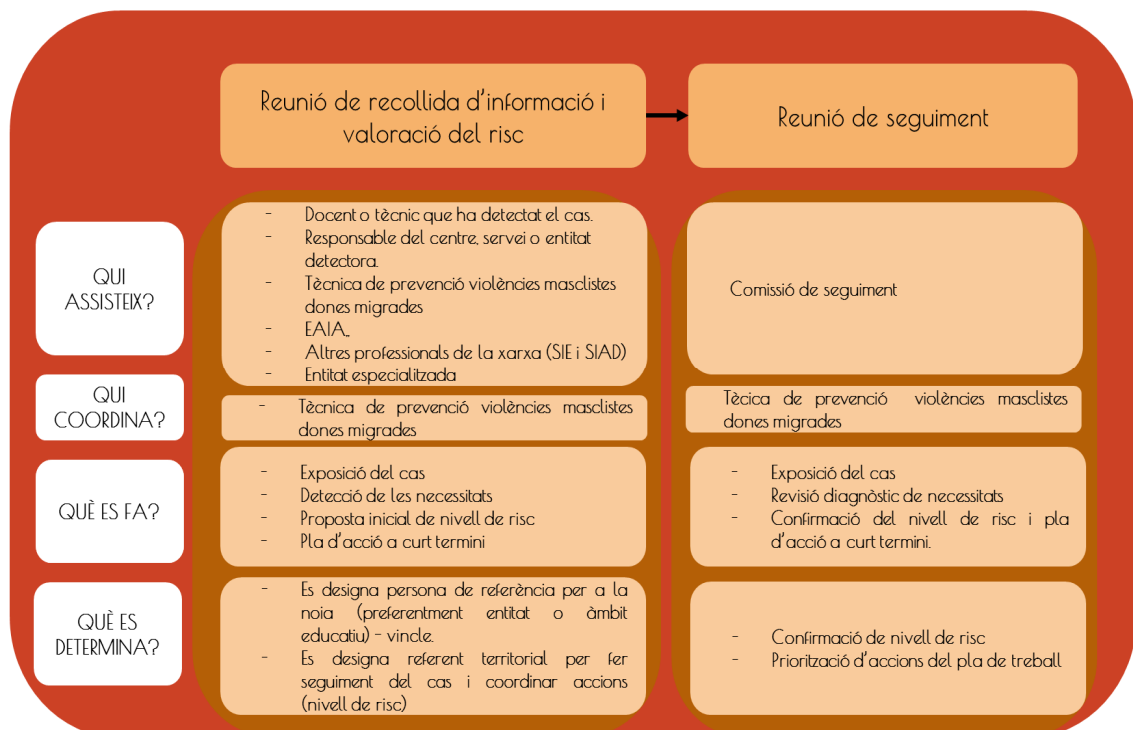 Reunió de recollida d'informació i
valoració del risc
Reunió de seguiment
QUI
ASSISTEIX?
- Docent o tècnic que ha detectat el cas.
- Responsable del centre, servei o entitat
detectora.
- Tècnica de prevenció violències masclistes
dones migrades
- EAIA,..
- Altres professionals de la xarxa (SIE i SIAD)
- Entitat especialitzada
Comissió de seguiment
QUI
COORDINA?
- Tècnica de prevenció violències masclistes
dones migrades
Tècica de prevenció violències masclistes
dones migrades
QUÈ ES FA?
- Exposició del cas
- Detecció de les necessitats
- Proposta inicial de nivell de risc
- Pla d'acció a curt termini
- Exposició del cas
- Revisió diagnòstic de necessitats
- Confirmació del nivell de risc i pla
d'acció a curt termini.
QUÈ ES
DETERMINA?
- Es designa persona de referència per a la
noia (preferentment entitat o àmbit
educatiu) - vincle.
- Es designa referent territorial per fer
seguiment del cas i coordinar accions
(nivell de risc)
- Confirmació de nivell de risc
- Priorització d'accions del pla de treball